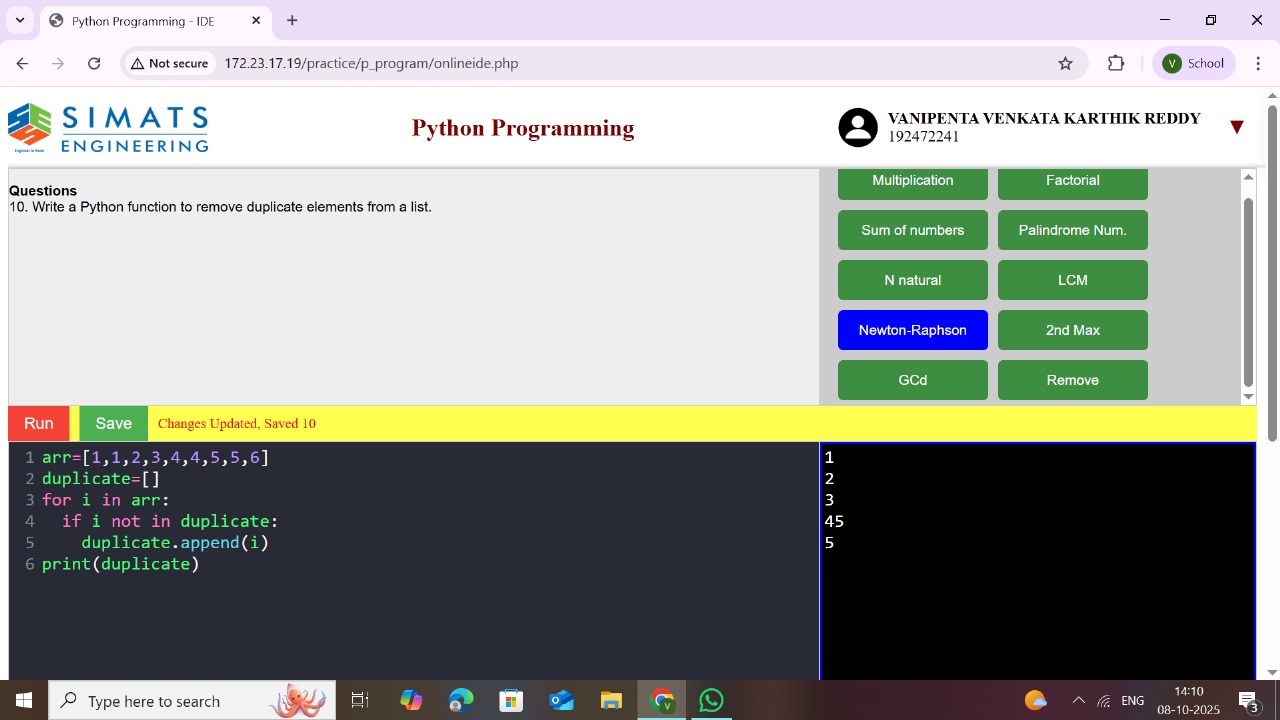 Python Programming - IDE
Not secure
172.23.17.19/practice/p_program/onlineide.php
V
School
SIMATS
ENGINEERING
Python Programming
VANIPENTA VENKATA KARTHIK REDDY
192472241
Questions
10. Write a Python function to remove duplicate elements from a list.
Multiplication
Factorial
Sum of numbers
Palindrome Num.
N natural
LCM
Newton-Raphson
2nd Max
GCd
Remove
Run
Save
Changes Updated, Saved 10
1 arr=[1,1,2,3,4,4,5,5,6]
2 duplicate=[]
3 for i in arr:
4   if i not in duplicate:
5     duplicate.append(i)
6 print(duplicate)
1
2
3
45
5
Type here to search
ENG
14:10
08-10-2025
3